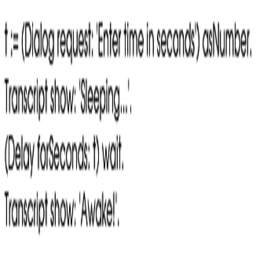 t := (Dialog request: 'Enter time in seconds') asNumber.
Transcript show: 'Sleeping...'.
(Delay forSeconds: t) wait.
Transcript show: 'Awake!'.